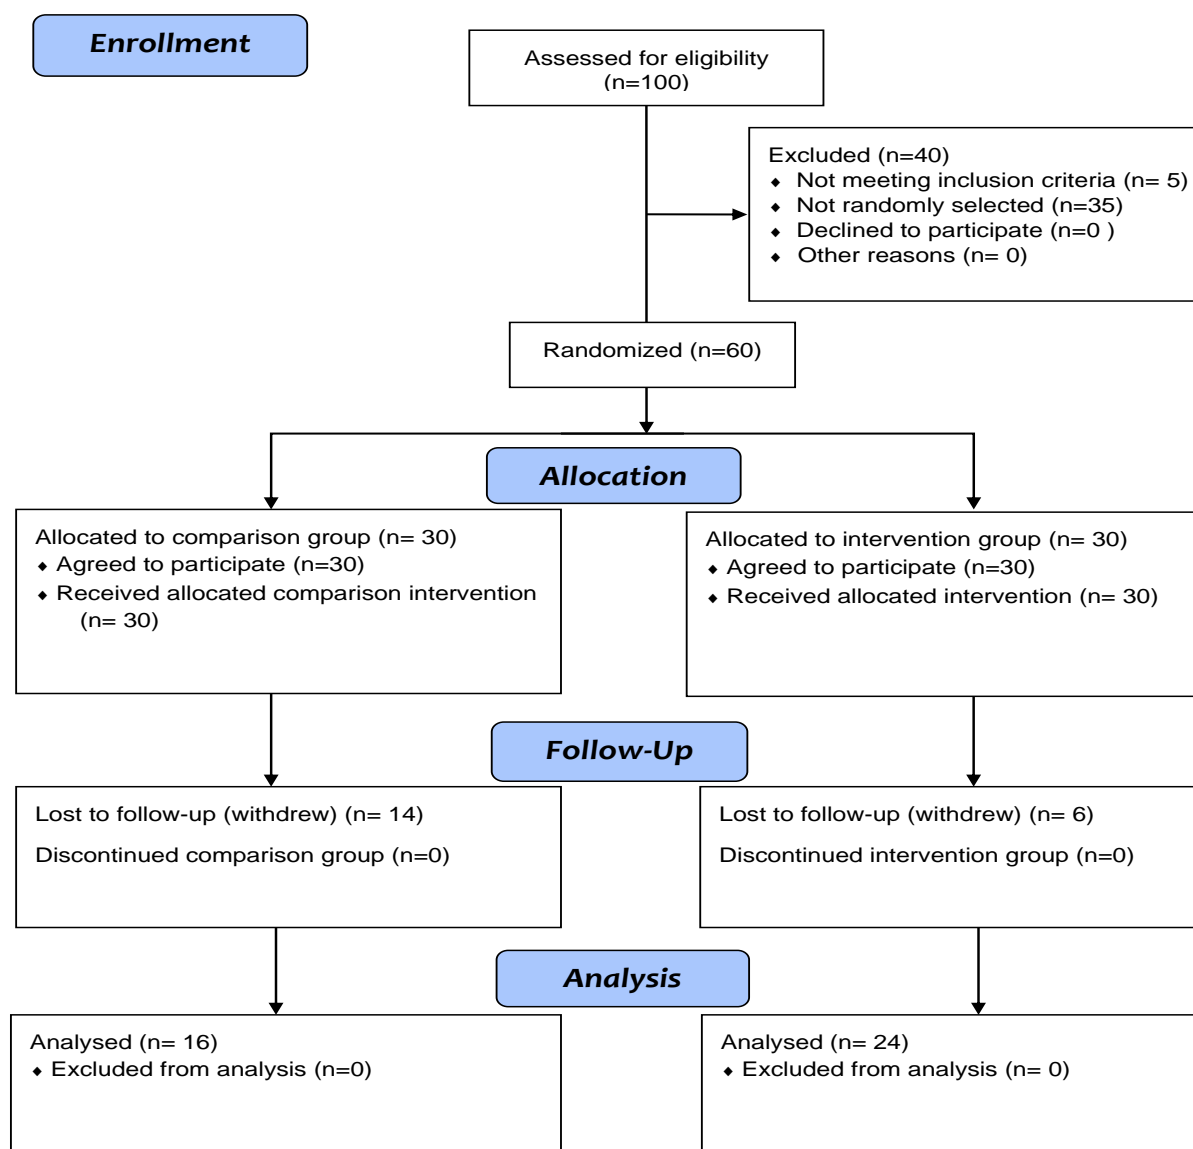 Enrollment
Assessed for eligibility
(n=100)
Excluded (n=40)
⬥ Not meeting inclusion criteria (n= 5)
⬥ Not randomly selected (n=35)
⬥ Declined to participate (n=0 )
⬥ Other reasons (n= 0)
Randomized (n=60)
Allocation
Allocated to comparison group (n= 30)
⬥ Agreed to participate (n=30)
⬥ Received allocated comparison intervention
(n= 30)
Allocated to intervention group (n= 30)
⬥ Agreed to participate (n=30)
⬥ Received allocated intervention (n= 30)
Follow-Up
Lost to follow-up (withdrew) (n= 14)
Discontinued comparison group (n=0)
Lost to follow-up (withdrew) (n= 6)
Discontinued intervention group (n=0)
Analysis
Analysed (n= 16)
⬥ Excluded from analysis (n=0)
Analysed (n= 24)
⬥ Excluded from analysis (n= 0)